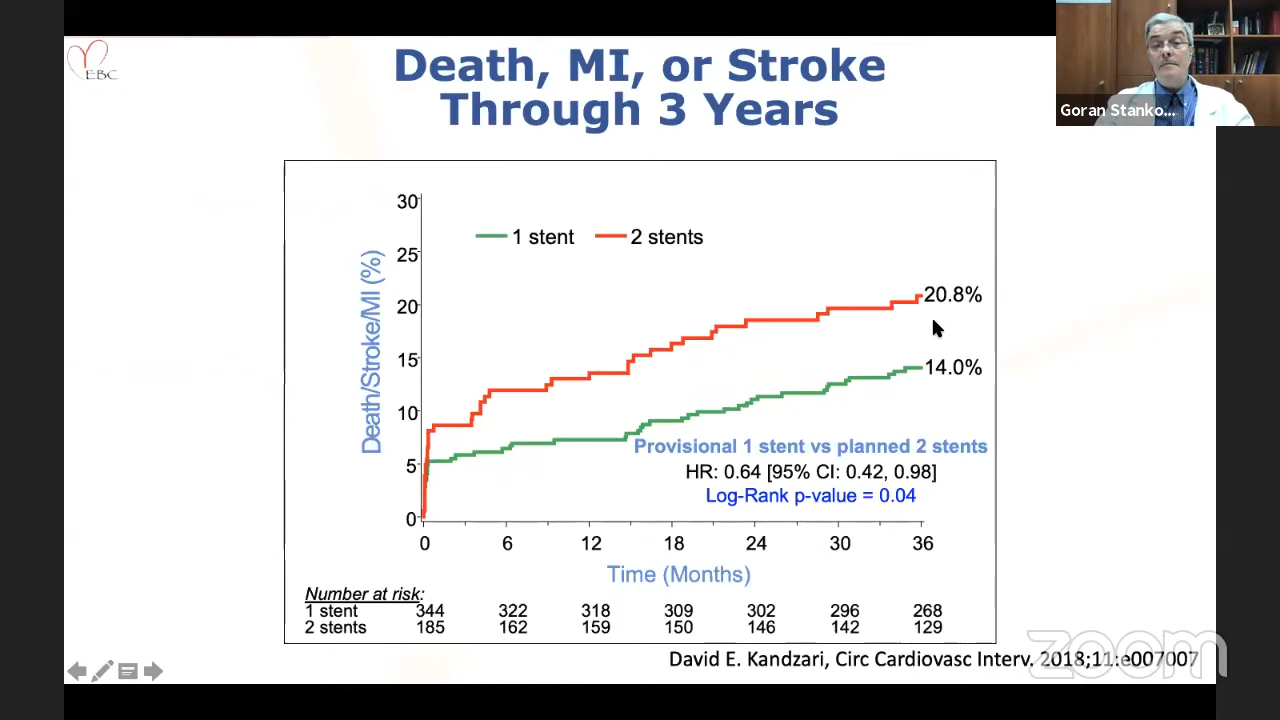 EBC
Death, MI, or Stroke
Through 3 Years
Goran Stanko...
30
25
20
15
10
5
0
Death/Stroke/MI (%)
1 stent
2 stents
20.8%
14.0%
Provisional 1 stent vs planned 2 stents
HR: 0.64 [95% CI: 0.42, 0.98]
Log-Rank p-value = 0.04
0 6 12 18 24 30 36
Time (Months)
Number at risk:
1 stent 344 322 318 309 302 296 268
2 stents 185 162 159 150 146 142 129
David E. Kandzari, Circ Cardiovasc Interv. 2018;11:e007007
zoom